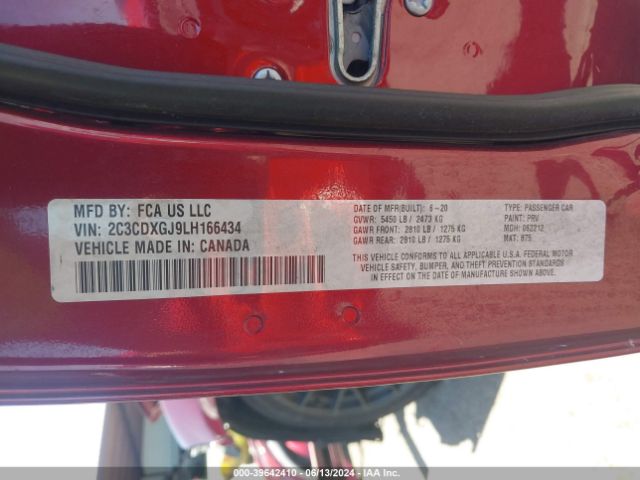 MFD BY: FCA US LLC
VIN: 2C3CDXGJ9LH166434
VEHICLE MADE IN CANADA
DATE OF MFR(BUILT): 6-20
GVWR: 5450 LB / 2473 KG
GAWR FRONT: 2810 LB / 1275 KG
GAWR REAR: 2810 LB / 1275 KG
TYPE: PASSENGER CAR
PAINT: PRV
MDH: 062212
MAT: 875
THIS VEHICLE CONFORMS TO ALL APPLICABLE U.S.A. FEDERAL MOTOR
VEHICLE SAFETY, BUMPER, AND THEFT PREVENTION STANDARDS
IN EFFECT ON THE DATE OF MANUFACTURE SHOWN ABOVE.
000-39642410 - 06/13/2024 - IAA Inc.